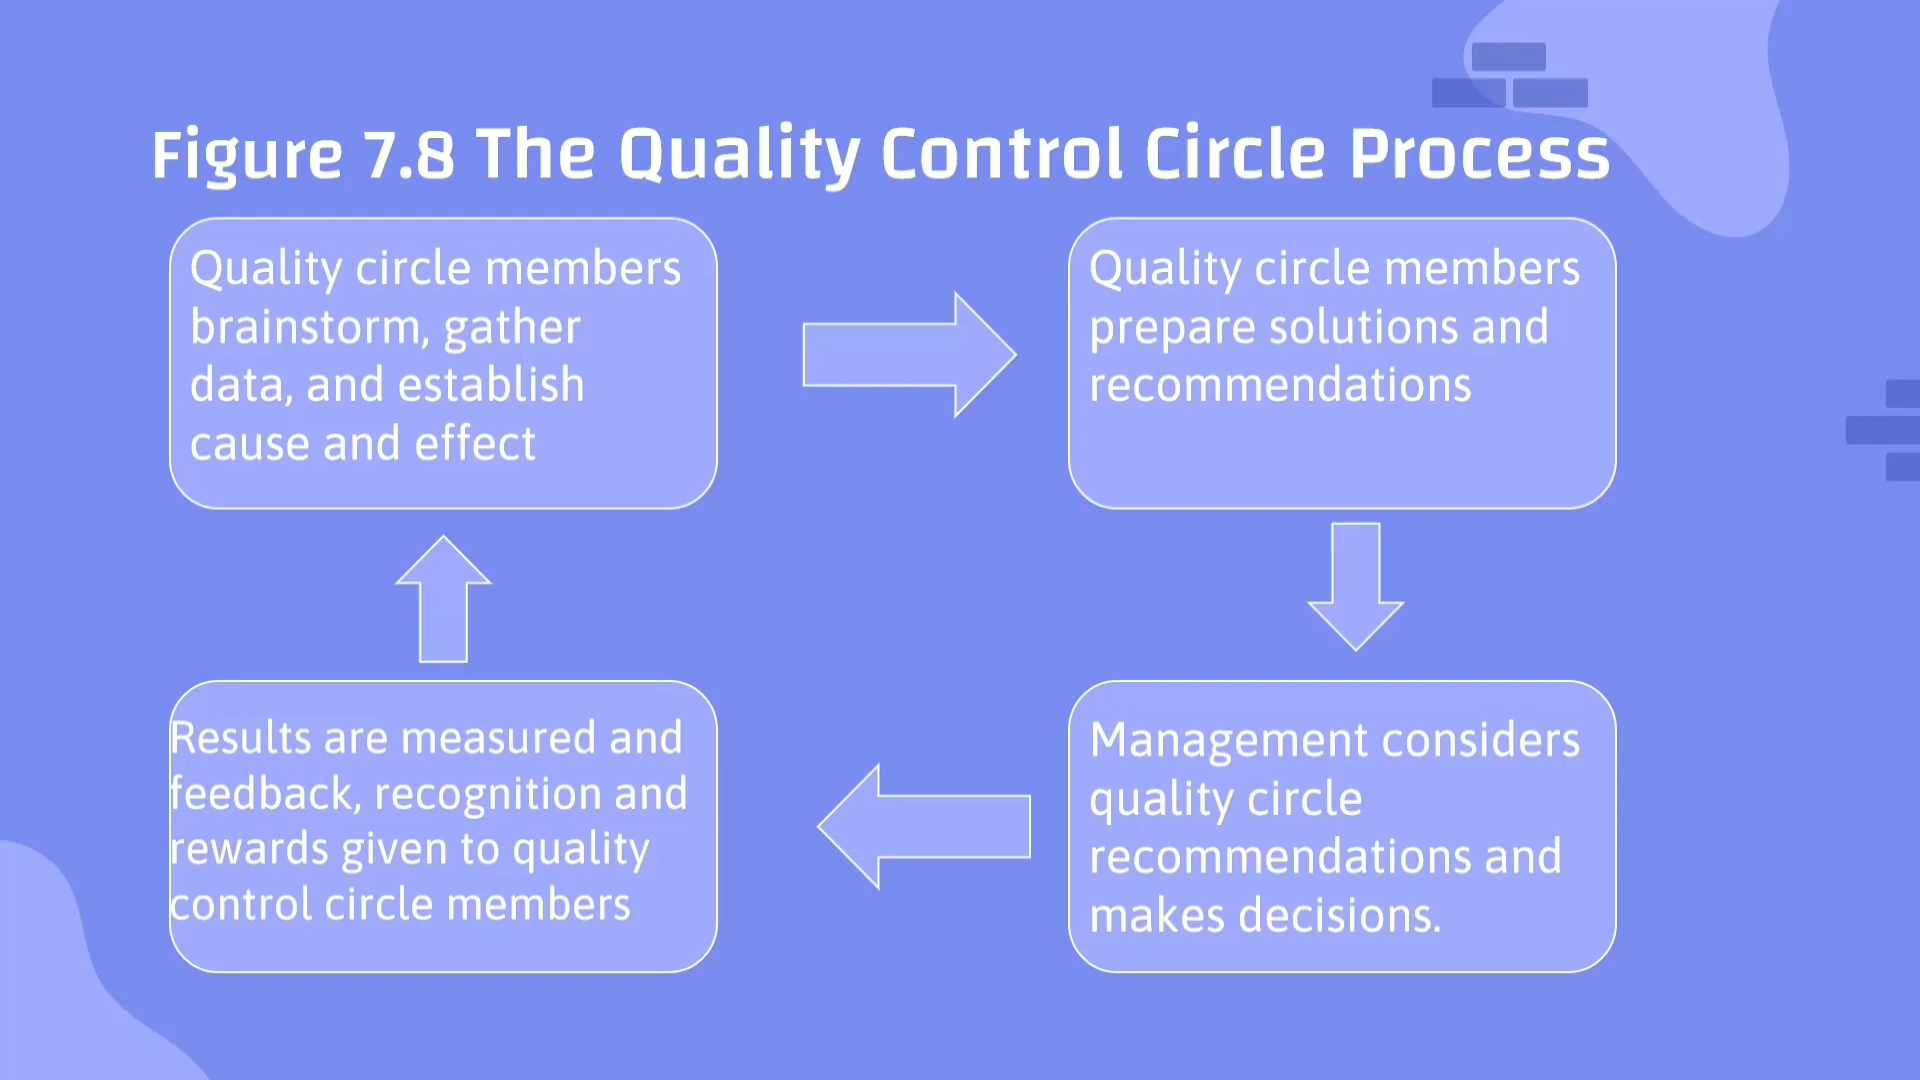 Figure 7.8 The Quality Control Circle Process
Quality circle members
brainstorm, gather
data, and establish
cause and effect
Quality circle members
prepare solutions and
recommendations
Management considers
quality circle
recommendations and
makes decisions.
Results are measured and
feedback, recognition and
rewards given to quality
control circle members